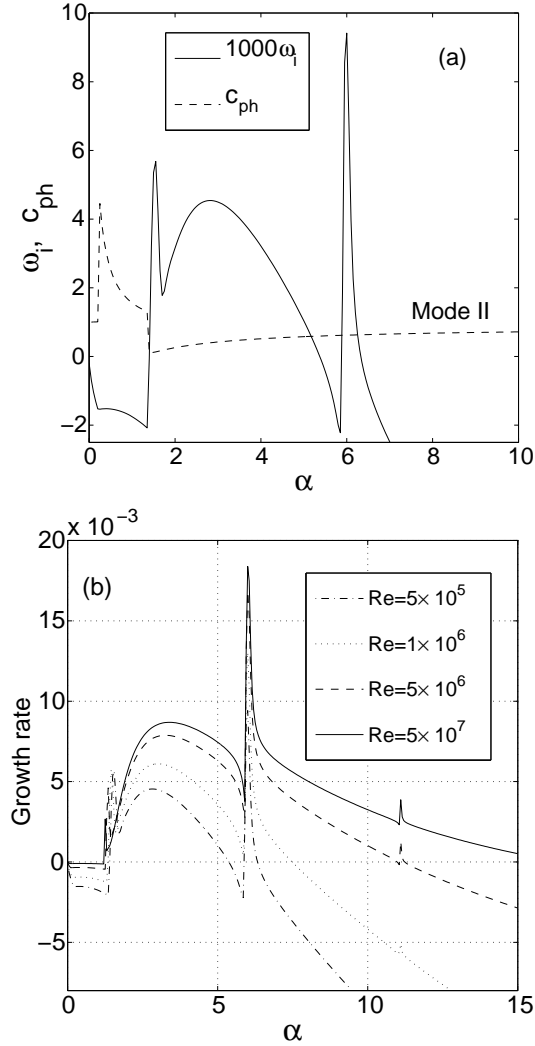 10
8
6
4
2
0
−2
ω_i, c_ph
1000ω_i
c_ph
(a)
Mode II
0 2 4 6 8 10
α
20 x 10^−3
15
10
5
0
−5
Growth rate
(b)
Re=5× 10^5
Re=1× 10^6
Re=5× 10^6
Re=5× 10^7
0 5 10 15
α